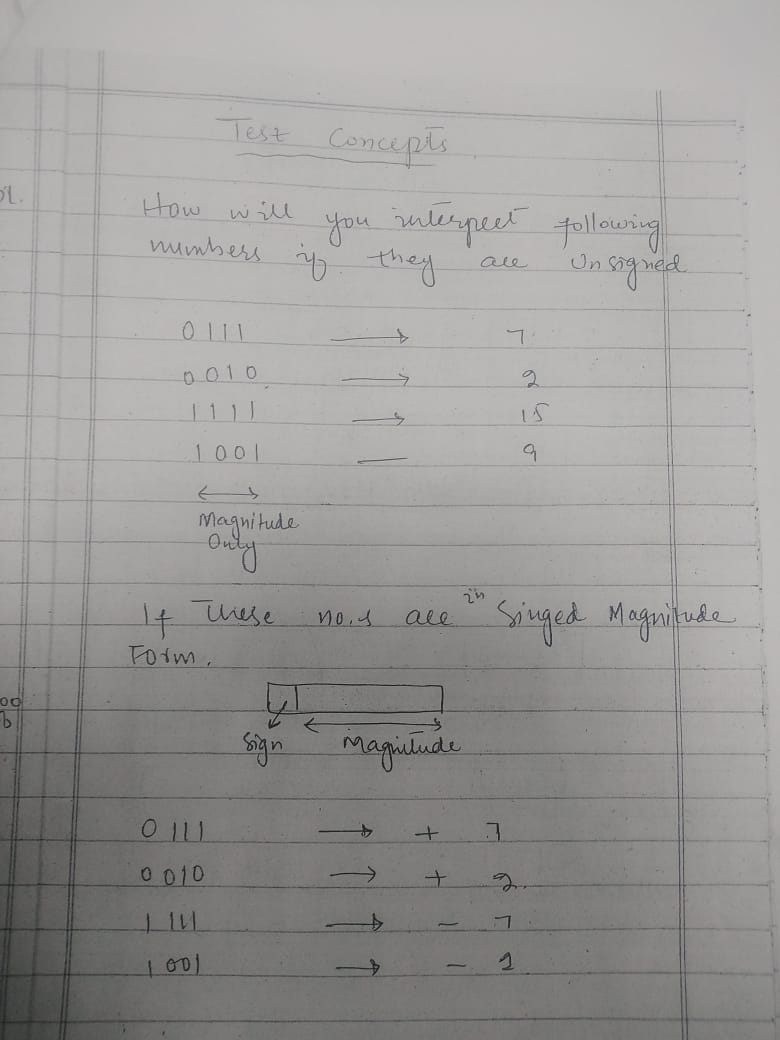 Test Concepts
How will you interpret following
numbers if they are Unsigned
0111 → 7
0010 → 2
1111 → 15
1001 — 9
Magnitude
Only
If These no.s are in Singed Magnitude
Form.
Sign Magnitude
0111 → + 7
0010 → + 2.
1111 → - 7
1001 → - 1